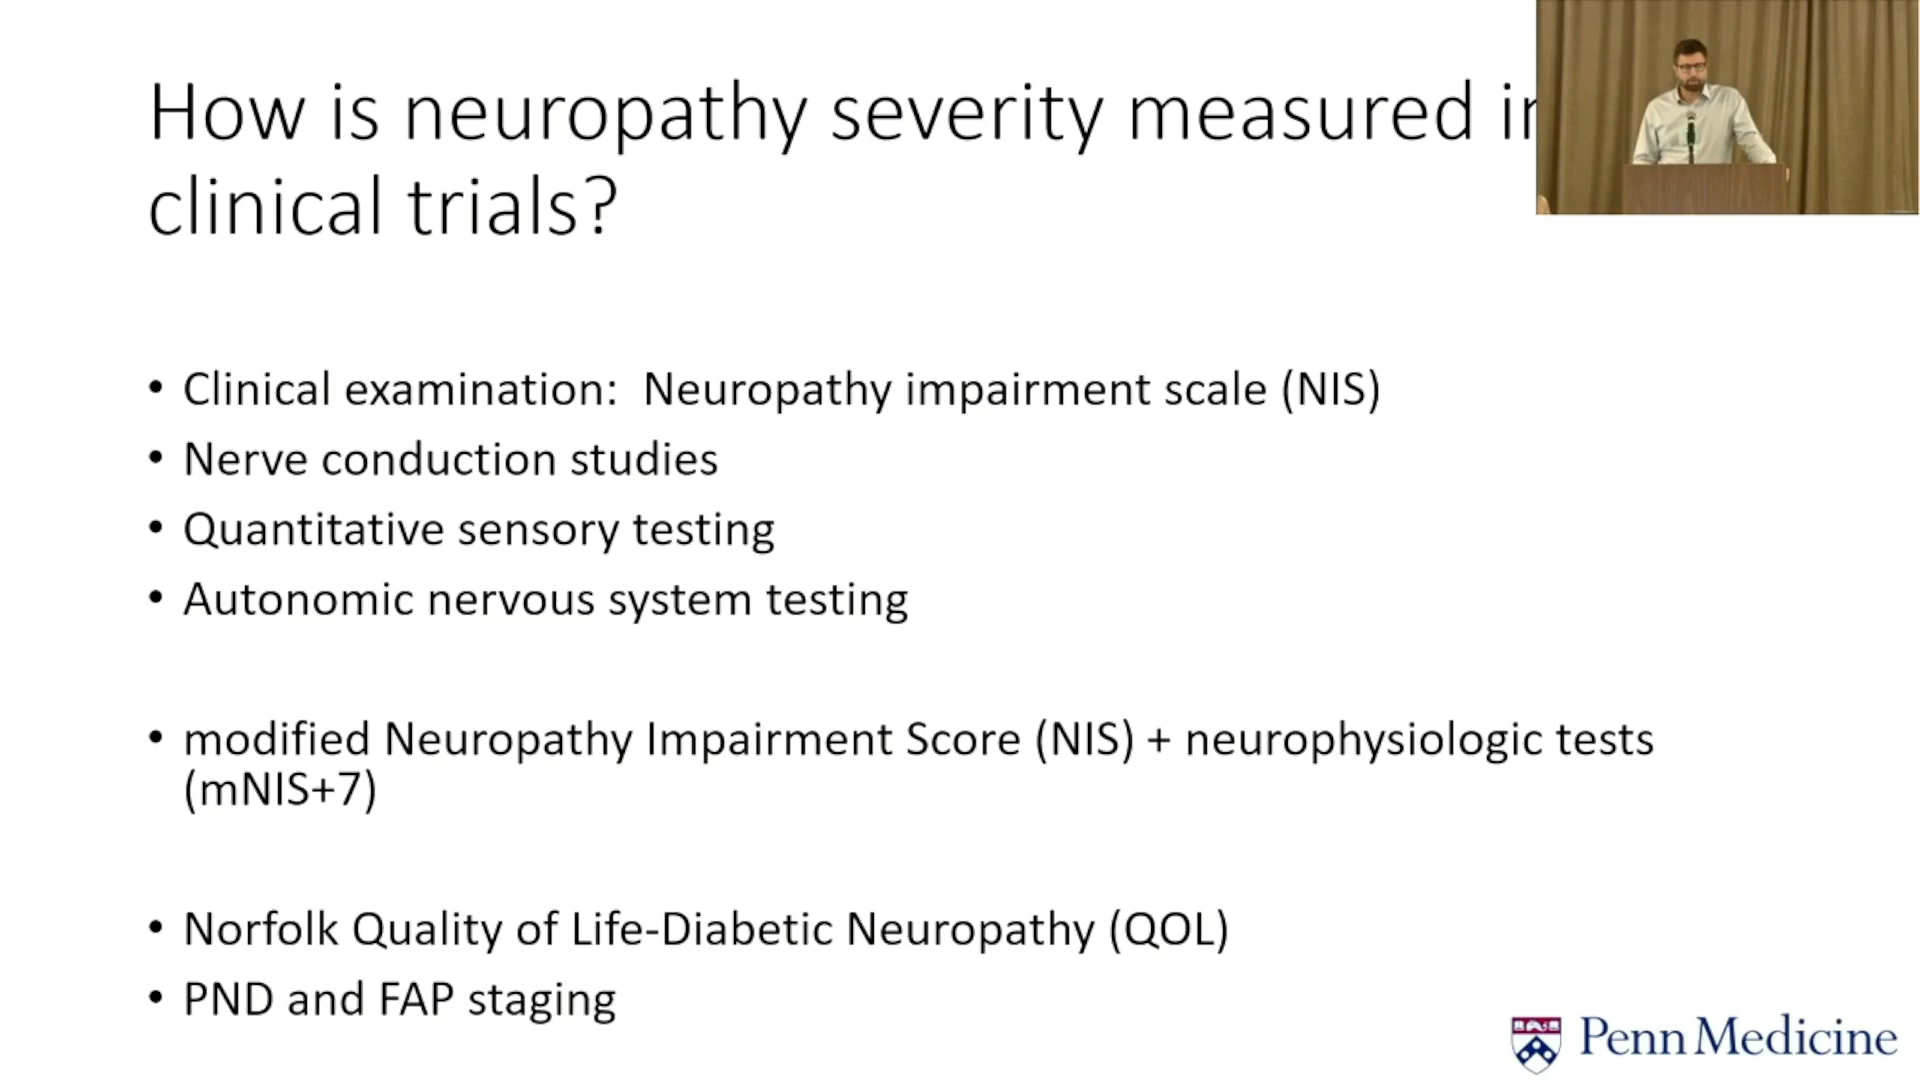 How is neuropathy severity measured in
clinical trials?
• Clinical examination:  Neuropathy impairment scale (NIS)
• Nerve conduction studies
• Quantitative sensory testing
• Autonomic nervous system testing
• modified Neuropathy Impairment Score (NIS) + neurophysiologic tests
(mNIS+7)
• Norfolk Quality of Life-Diabetic Neuropathy (QOL)
• PND and FAP staging
Penn Medicine